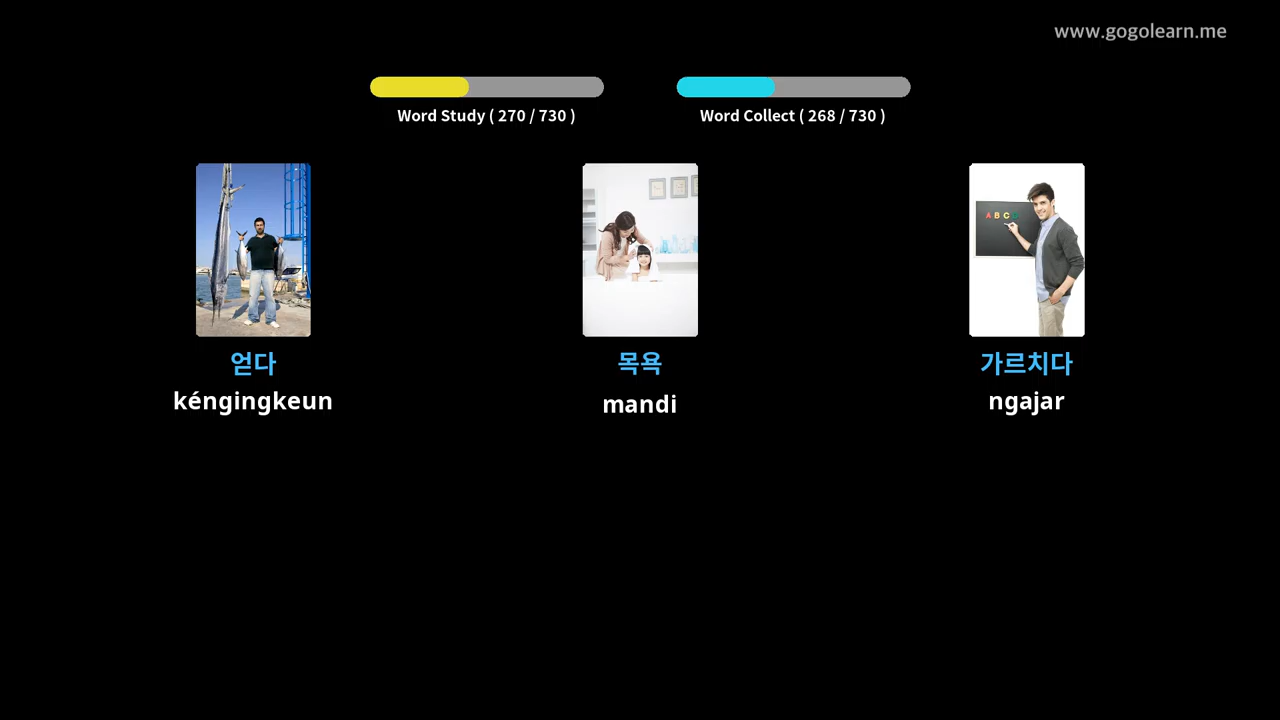 www.gogolearn.me
Word Study ( 270 / 730 )
Word Collect ( 268 / 730 )
A B C D
얻다
목욕
가르치다
kéngingkeun
mandi
ngajar